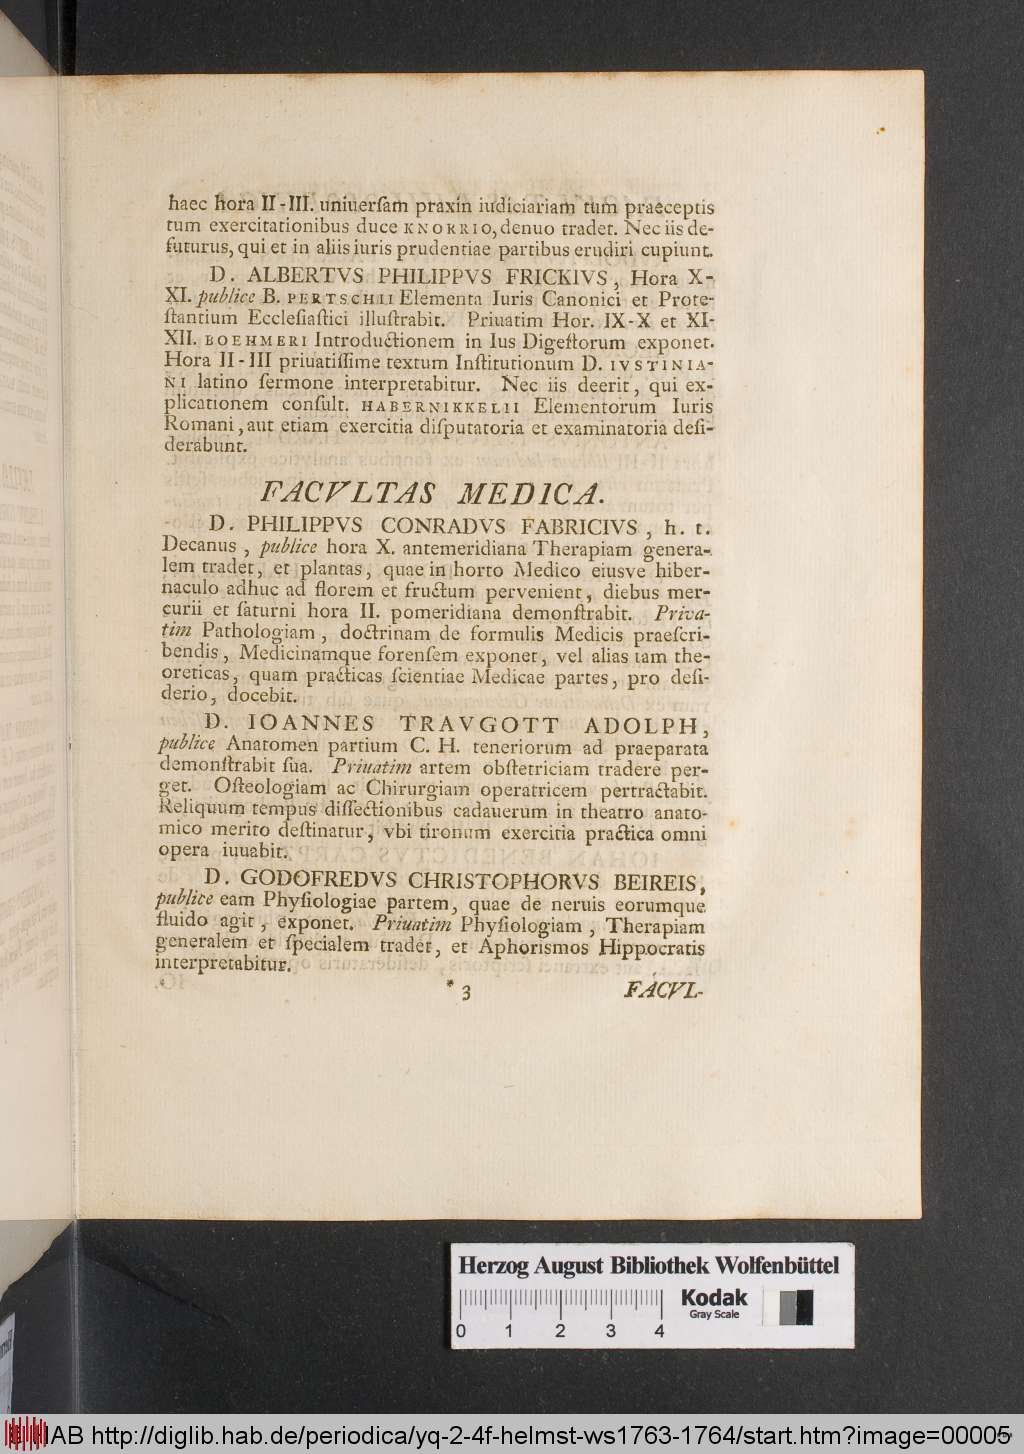 haec hora II-III. uniuerſam praxin iudiciariam tum praeceptis
tum exercitationibus duce KNORRIO, denuo tradet. Nec iis de-
futurus, qui et in aliis iuris prudentiae partibus erudiri cupiunt.
D. ALBERTVS PHILIPPVS FRICKIVS, Hora X-
XI. publice B. PERTSCHII Elementa Iuris Canonici et Prote-
ſtantium Eccleſiaſtici illuſtrabit. Priuatim Hor. IX-X et XI-
XII. BOEHMERI Introductionem in Ius Digeſtorum exponet.
Hora II-III priuatiſſime textum Inſtitutionum D. IVSTINIA-
NI latino ſermone interpretabitur. Nec iis deerit, qui ex-
plicationem conſult. HABERNIKKELII Elementorum Iuris
Romani, aut etiam exercitia diſputatoria et examinatoria deſi-
derabunt.
FACVLTAS MEDICA.
D. PHILIPPVS CONRADVS FABRICIVS, h. t.
Decanus, publice hora X. antemeridiana Therapiam genera-
lem tradet, et plantas, quae in horto Medico eiusve hiber-
naculo adhuc ad florem et fructum pervenient, diebus mer-
curii et ſaturni hora II. pomeridiana demonſtrabit. Priva-
tim Pathologiam, doctrinam de formulis Medicis praeſcri-
bendis, Medicinamque forenſem exponet, vel alias tam the-
oreticas, quam practicas ſcientiae Medicae partes, pro deſi-
derio, docebit.
D. IOANNES TRAVGOTT ADOLPH,
publice Anatomen partium C. H. teneriorum ad praeparata
demonſtrabit ſua. Priuatim artem obſtetriciam tradere per-
get. Oſteologiam ac Chirurgiam operatricem pertractabit.
Reliquum tempus diſſectionibus cadauerum in theatro anato-
mico merito deſtinatur, vbi tironum exercitia practica omni
opera iuuabit.
D. GODOFREDVS CHRISTOPHORVS BEIREIS,
publice eam Phyſiologiae partem, quae de neruis eorumque
fluido agit, exponet. Priuatim Phyſiologiam, Therapiam
generalem et ſpecialem tradet, et Aphorismos Hippocratis
interpretabitur.
* 3 FACVL-
Herzog August Bibliothek Wolfenbüttel
Kodak
Gray Scale
0 1 2 3 4
HAB http://diglib.hab.de/periodica/yq-2-4f-helmst-ws1763-1764/start.htm?image=00005